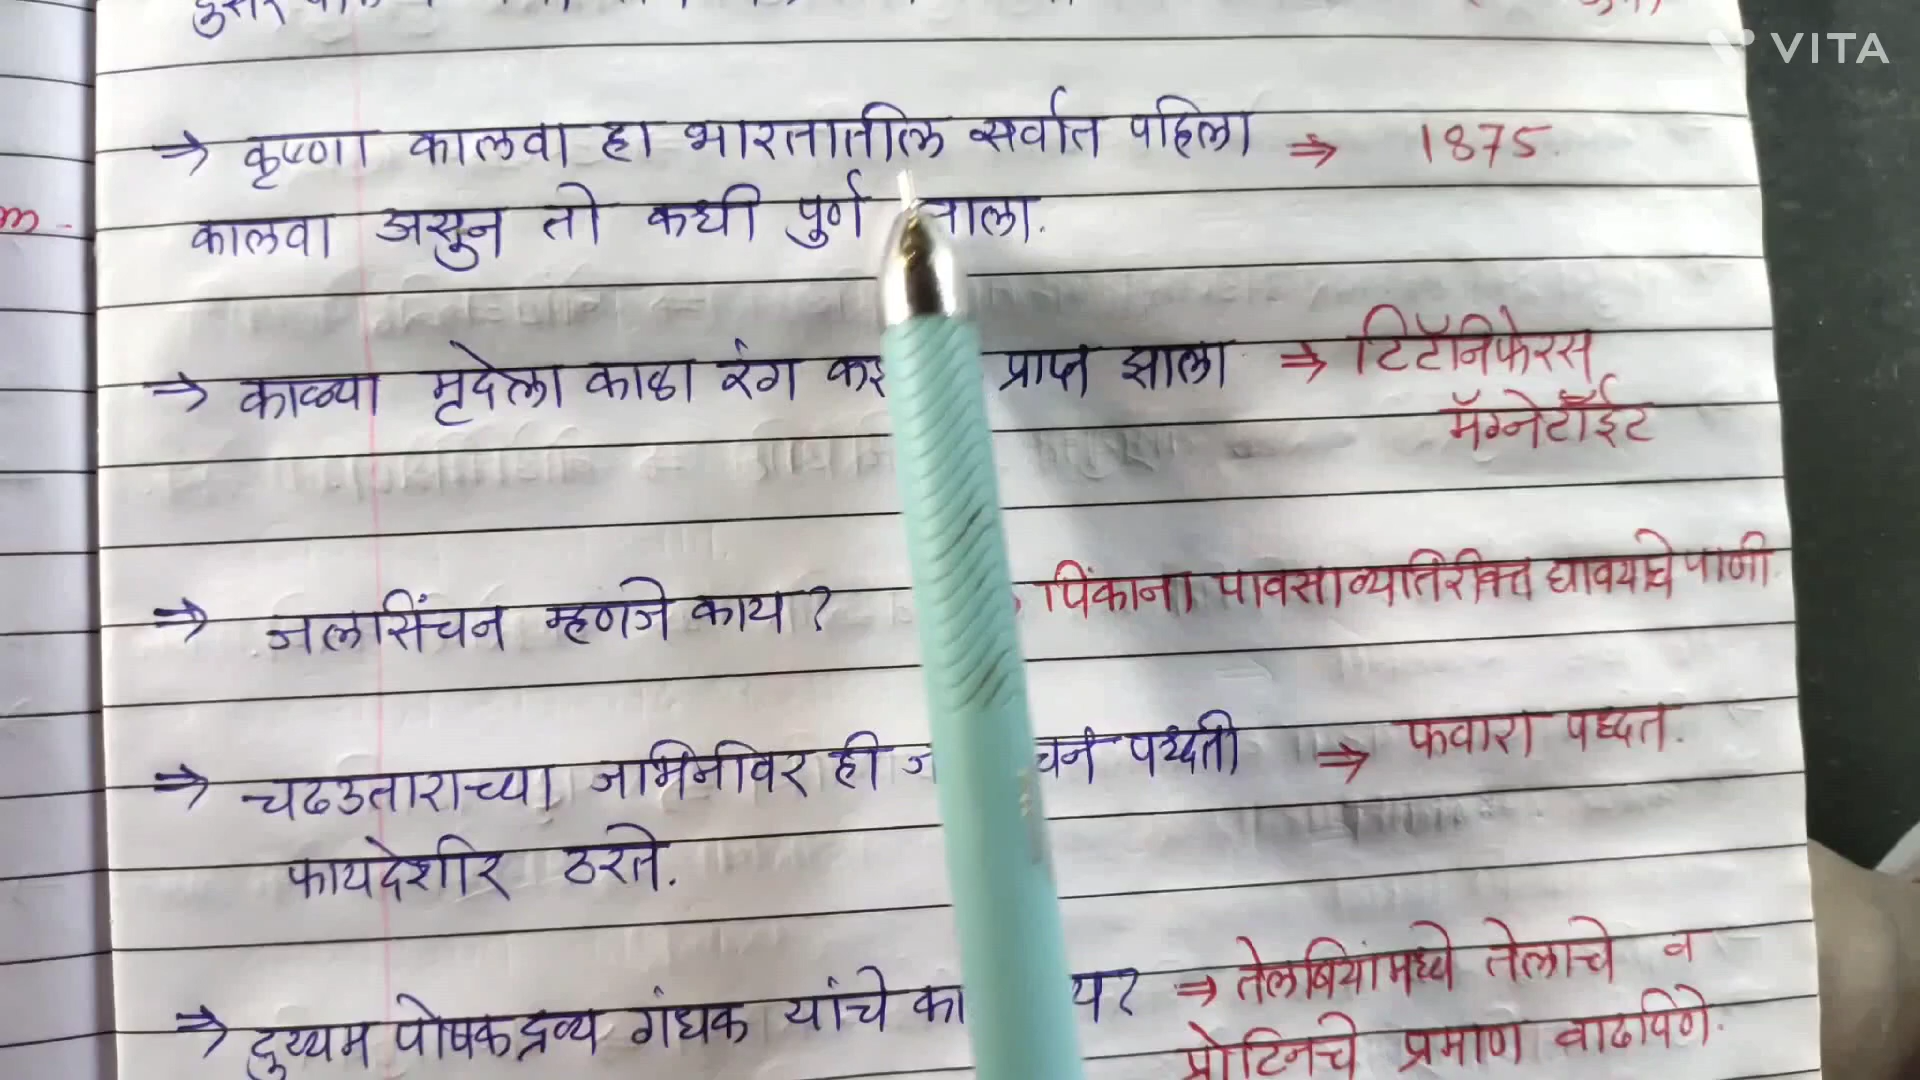 VITA
→ कृष्णा कालवा हा भारतातील सर्वात पहिला ⇒ 1875.
कालवा असुन तो कधी पुर्ण
→ काळ्या मृदेला काळा रंग प्राप्त झाला ⇒ टिटॅनिफेरस
मॅग्नेटाईट
⇒ जलसिंचन म्हणजे काय? पिंकाना पावसाव्यतिरिक्त द्यावयाचे पाणी.
⇒ चढउताराच्या जमिनीवर ही पध्दती ⇒ फवारा पध्दत.
फायदेशीर ठरते.
⇒ दुय्यम पोषकद्रव्य गंधक यांचे ⇒ तेलबियांमध्ये तेलाचे व
प्रोटिनचे प्रमाण वाढविणे.